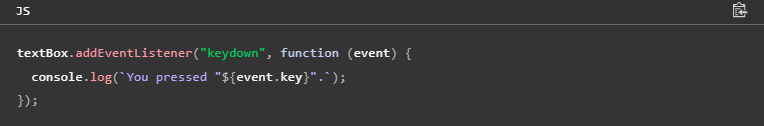 JS
textBox.addEventListener("keydown", function (event) {
  console.log(`You pressed "${event.key}".`);
});